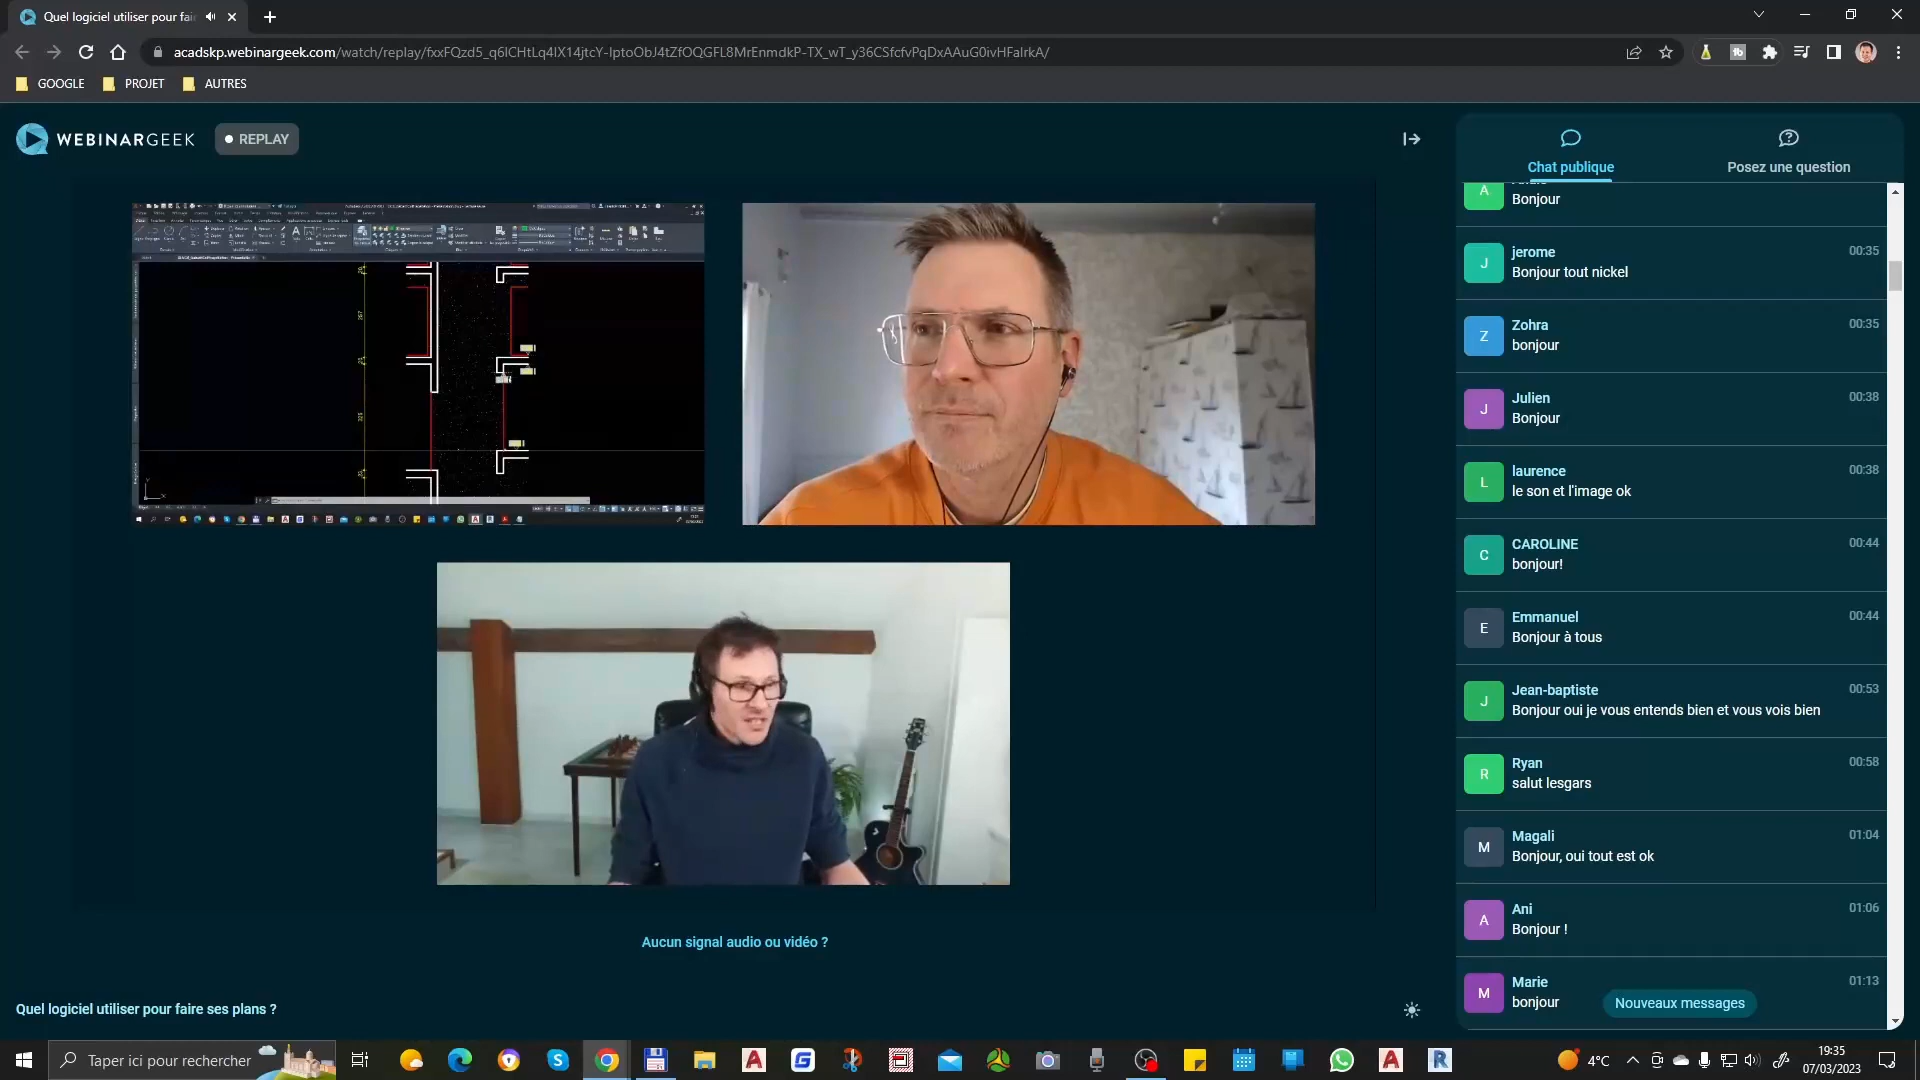 Quel logiciel utiliser pour fai
acadskp.webinargeek.com/watch/replay/fxxFQzd5_q6ICHtLq4IX14jtcY-IptoObJ4tZfOQGFL8MrEnmdkP-TX_wT_y36CSfcfvPqDxAAuG0ivHFaIrkA/
GOOGLE
PROJET
AUTRES
WEBINARGEEK
REPLAY
Chat publique
Posez une question
Bonjour
jerome
00:35
Bonjour tout nickel
Zohra
00:35
bonjour
Julien
00:38
Bonjour
laurence
00:38
le son et l'image ok
CAROLINE
00:44
bonjour!
Emmanuel
00:44
Bonjour à tous
Jean-baptiste
00:53
Bonjour oui je vous entends bien et vous vois bien
Ryan
00:58
salut lesgars
Magali
01:04
Bonjour, oui tout est ok
Ani
01:06
Bonjour !
Marie
01:13
bonjour
Nouveaux messages
Aucun signal audio ou vidéo ?
Quel logiciel utiliser pour faire ses plans ?
Taper ici pour rechercher
4°C
19:35
07/03/2023